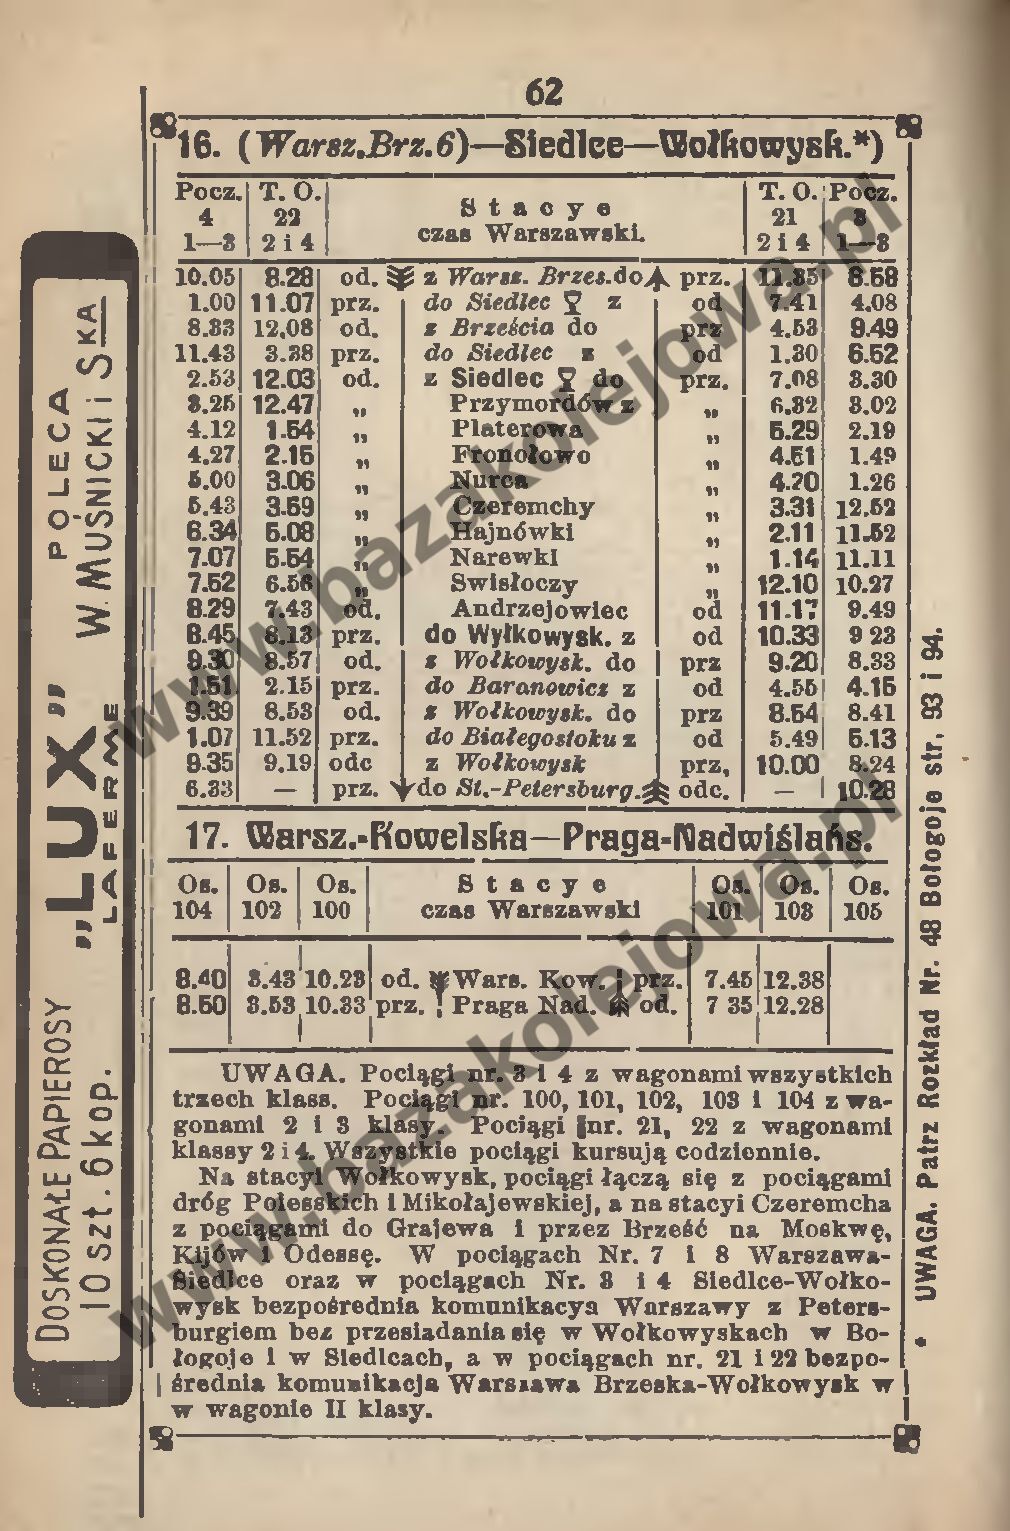 62
16. (Warsz.Brz.6)—Siedlce—Wołkowysk.*)
Pocz. T. O. Stacye T. O. Pocz.
4 22 czas Warszawski. 21 3
1—3 2 i 4 2 i 4 1—3
10.05 8.28 od. z Warsz. Brzes. do prz. 11.35 8.58
1.00 11.07 prz. do Siedlec z od 7.41 4.08
8.33 12.08 od. z Brześcia do prz 4.53 9.49
11.43 3.38 prz. do Siedlec z od 1.30 6.52
2.53 12.03 od. z Siedlec do prz. 7.08 3.30
3.25 12.47 „ Przymordów z „ 6.32 3.02
4.12 1.54 „ Platerowa „ 5.29 2.19
4.27 2.15 „ Fronołowo „ 4.51 1.49
5.00 3.06 „ Nurca „ 4.20 1.26
5.43 3.59 „ Czeremchy „ 3.31 12.52
6.34 5.08 „ Hajnówki „ 2.11 11.52
7.07 5.54 „ Narewki „ 1.14 11.11
7.52 6.56 „ Swisłoczy „ 12.10 10.27
8.29 7.43 od. Andrzejowiec od 11.17 9.49
8.45 8.13 prz. do Wyłkowysk. z od 10.33 9 23
9.30 8.57 od. z Wołkowysk. do prz 9.20 8.33
1.51 2.15 prz. do Baranowicz z od 4.55 4.15
9.39 8.53 od. z Wołkowysk. do prz 8.54 8.41
1.07 11.52 prz. do Białegostoku z od 5.49 5.13
9.35 9.19 odc z Wołkowysk prz, 10.00 8.24
6.33 — prz. do St.-Petersburg. odc. — 10.28
17. Warsz.-Kowelska—Praga-Nadwiślańs.
Os. Os. Os. Stacye Os. Os. Os.
104 102 100 czas Warszawski 101 103 105
8.40 3.43 10.23 od. Wars. Kow. prz. 7.45 12.38
8.50 3.53 10.33 prz. Praga Nad. od. 7 35 12.28
UWAGA. Pociągi nr. 3 i 4 z wagonami wszystkich
trzech klass. Pociągi nr. 100, 101, 102, 103 i 104 z wa-
gonami 2 i 3 klasy. Pociągi nr. 21, 22 z wagonami
klassy 2 i 4. Wszystkie pociągi kursują codziennie.
Na stacyi Wołkowysk, pociągi łączą się z pociągami
dróg Polesskich i Mikołajewskiej, a na stacyi Czeremcha
z pociągami do Grajewa i przez Brześć na Moskwę,
Kijów i Odessę. W pociągach Nr. 7 i 8 Warszawa-
Siedlce oraz w pociągach Nr. 3 i 4 Siedlce-Wołko-
wysk bezpośrednia komunikacya Warszawy z Peters-
burgiem bez przesiadania się w Wołkowyskach w Bo-
łogoje i w Siedlcach, a w pociągach nr. 21 i 22 bezpo-
średnia komunikacja Warszawa Brzeska-Wołkowysk w
w wagonie II klasy.
* UWAGA. Patrz Rozkład Nr. 48 Bołogoje str. 93 i 94.
DOSKONAŁE PAPIEROSY „LUX” POLECA
10 szt. 6 kop. LAFERME W. MUŚNICKI i SKA
www.bazakolejowa.pl
www.bazakolejowa.pl